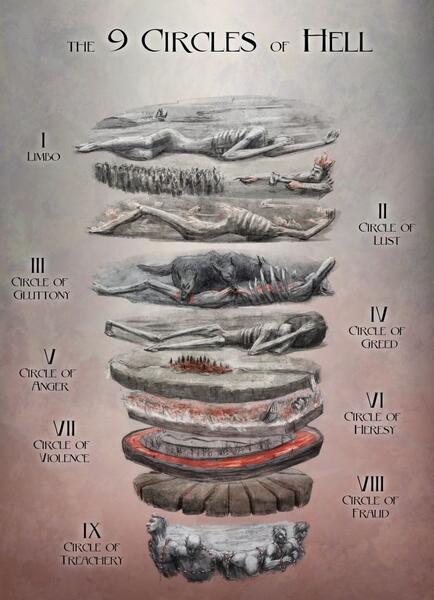 THE 9 CIRCLES OF HELL
I
LIMBO
II
CIRCLE OF
LUST
III
CIRCLE OF
GLUTTONY
IV
CIRCLE OF
GREED
V
CIRCLE OF
ANGER
VI
CIRCLE OF
HERESY
VII
CIRCLE OF
VIOLENCE
VIII
CIRCLE OF
FRAUD
IX
CIRCLE OF
TREACHERY